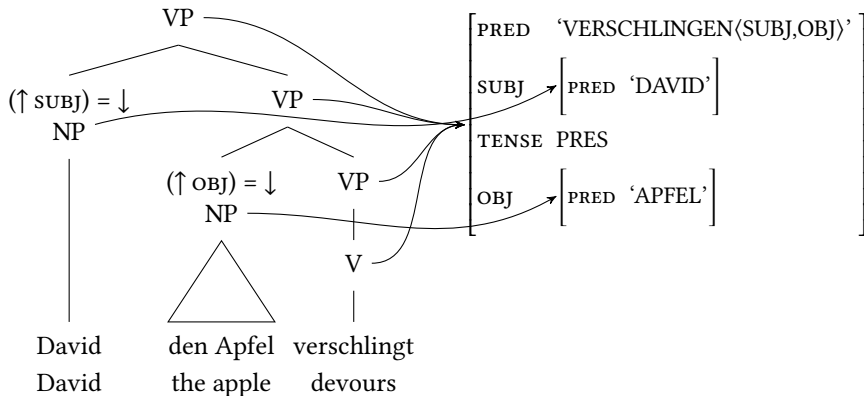 VP
PRED ‘VERSCHLINGEN⟨SUBJ,OBJ⟩’
(↑ SUBJ) = ↓ VP SUBJ PRED ‘DAVID’
NP
TENSE PRES
(↑ OBJ) = ↓ VP OBJ PRED ‘APFEL’
NP
V
David den Apfel verschlingt
David the apple devours